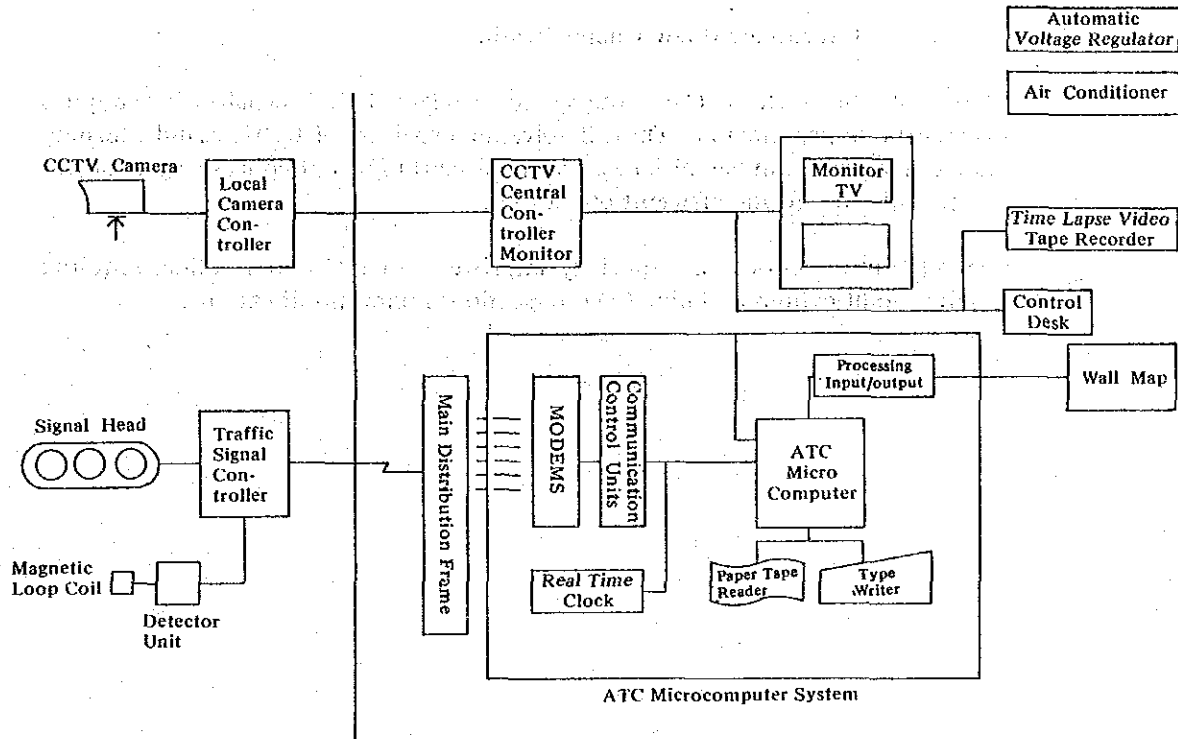 Automatic
Voltage Regulator
Air Conditioner
CCTV Camera
Local
Camera
Con-
troller
CCTV
Central
Con-
troller
Monitor
Monitor
TV
Time Lapse Video
Tape Recorder
Control
Desk
Processing
Input/output
Wall Map
Signal Head
Traffic
Signal
Con-
troller
Main Distribution Frame
MODEMS
Communication
Control Units
ATC
Micro
Computer
Magnetic
Loop Coil
Detector
Unit
Real Time
Clock
Paper Tape
Reader
Type
Writer
ATC Microcomputer System